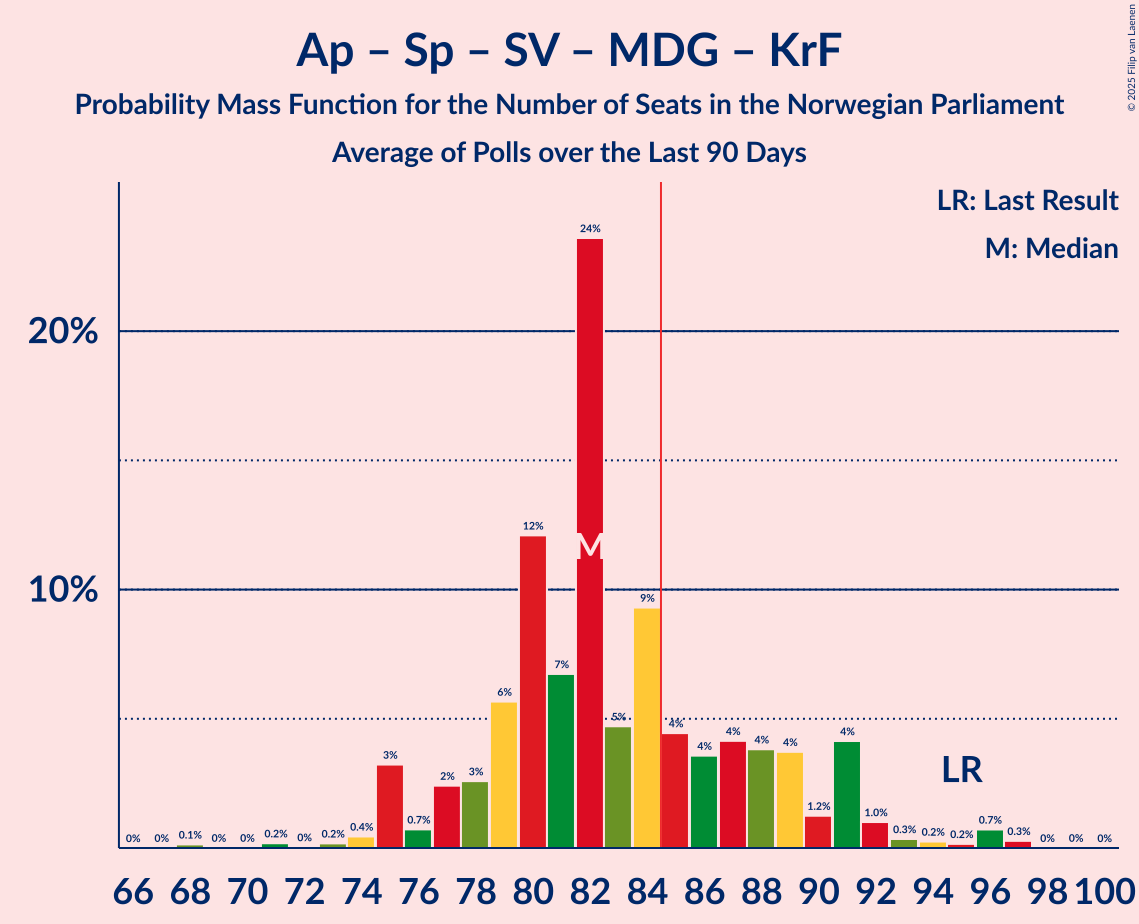 Ap – Sp – SV – MDG – KrF
Probability Mass Function for the Number of Seats in the Norwegian Parliament
Average of Polls over the Last 90 Days
© 2025 Filip van Laenen
LR: Last Result
M: Median
20%
10%
0% 0% 0.1% 0% 0% 0.2% 0% 0.2% 0.4% 3% 0.7% 2% 3% 6% 12% 7% 24% 5% 9% 4% 4% 4% 4% 4% 1.2% 4% 1.0% 0.3% 0.2% 0.2% 0.7% 0.3% 0% 0% 0%
M
LR
66 68 70 72 74 76 78 80 82 84 86 88 90 92 94 96 98 100